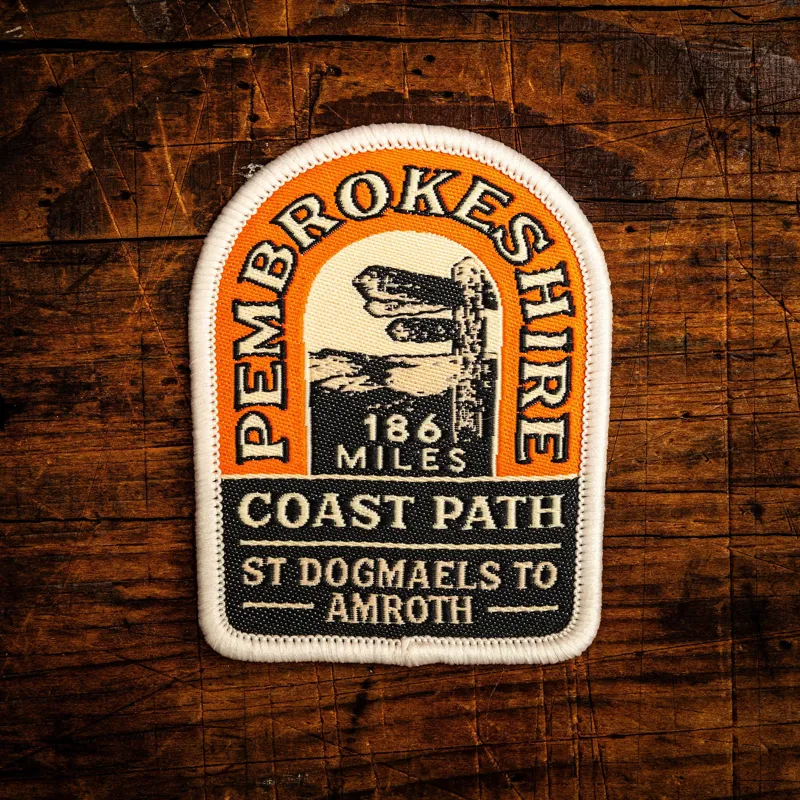 PEMBROKESHIRE
186
MILES
COAST PATH
ST DOGMAELS TO
AMROTH